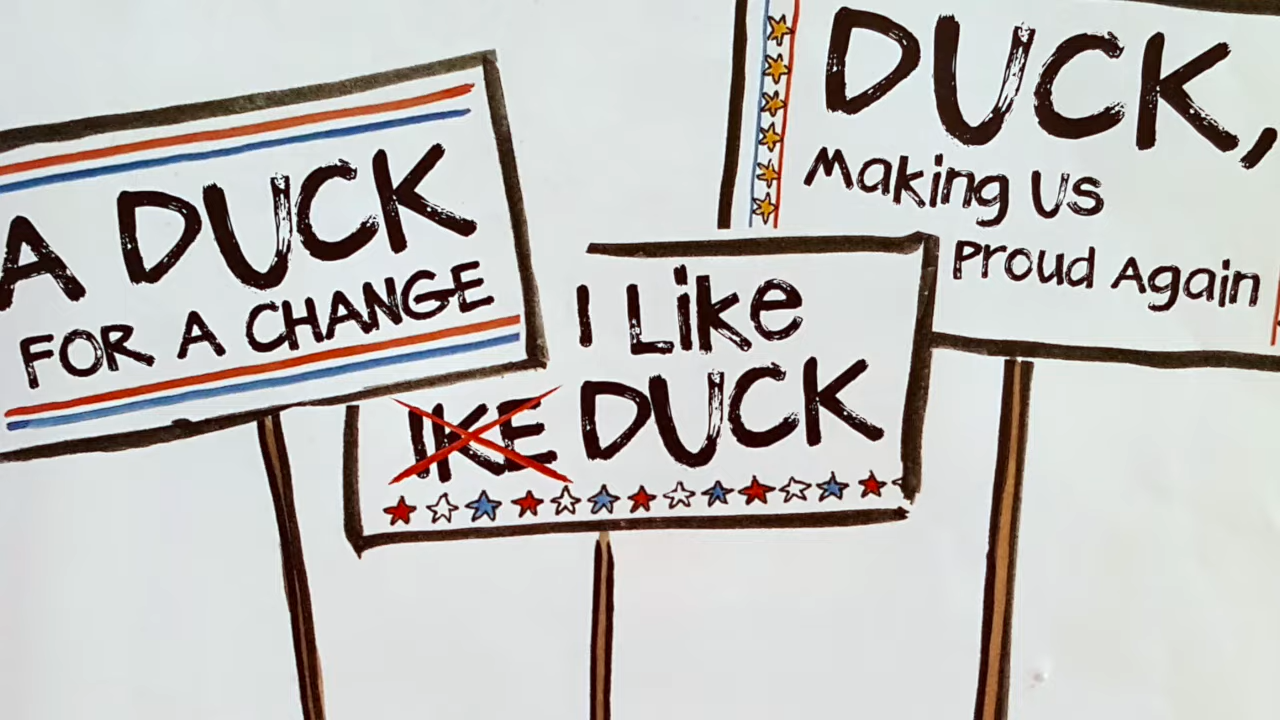 A DUCK
FOR A CHANGE
I Like
IKE DUCK
DUCK,
Making Us
Proud Again